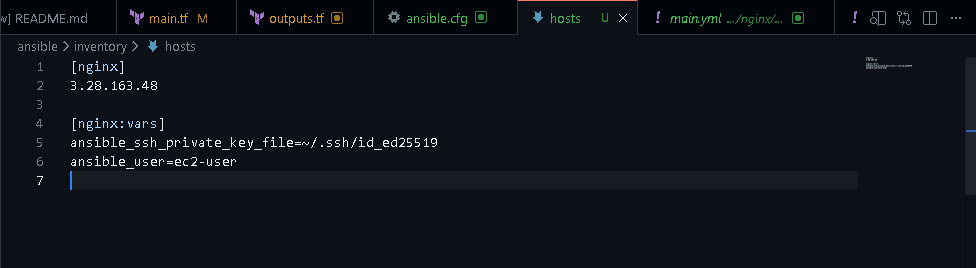 w] README.md main.tf M outputs.tf ansible.cfg hosts U main.yml .../nginx/...
ansible > inventory > hosts
1 [nginx]
2 3.28.163.48
3
4 [nginx:vars]
5 ansible_ssh_private_key_file=~/.ssh/id_ed25519
6 ansible_user=ec2-user
7